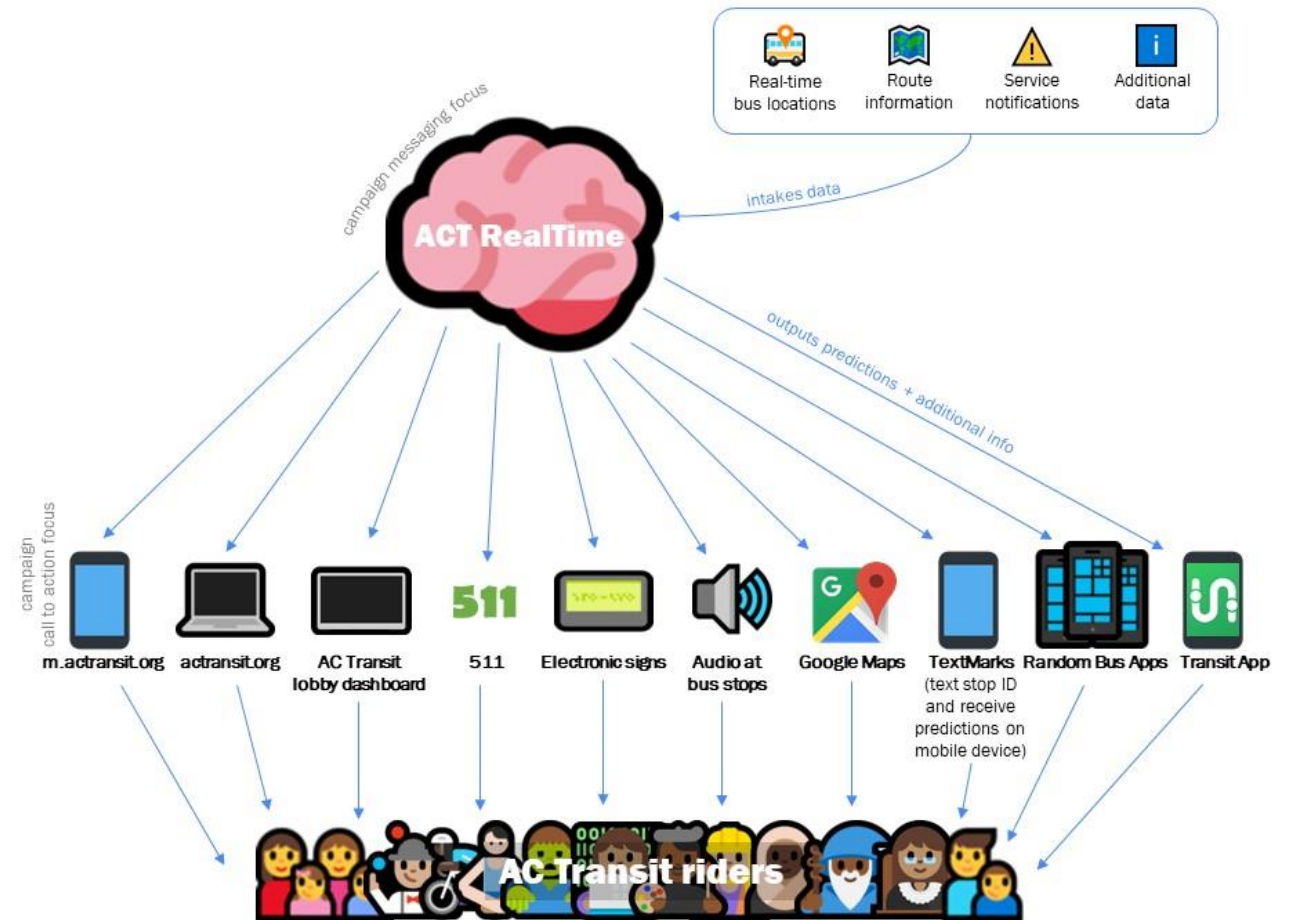 Real-time
bus locations
Route
information
Service
notifications
i
Additional
data
campaign messaging focus
intakes data
ACT RealTime
outputs predictions + additional info
campaign
call to action focus
511
G
m.actransit.org
actransit.org
AC Transit
lobby dashboard
511
Electronic signs
Audio at
bus stops
Google Maps
TextMarks
(text stop ID
and receive
predictions on
mobile device)
Random Bus Apps
Transit App
AC Transit riders